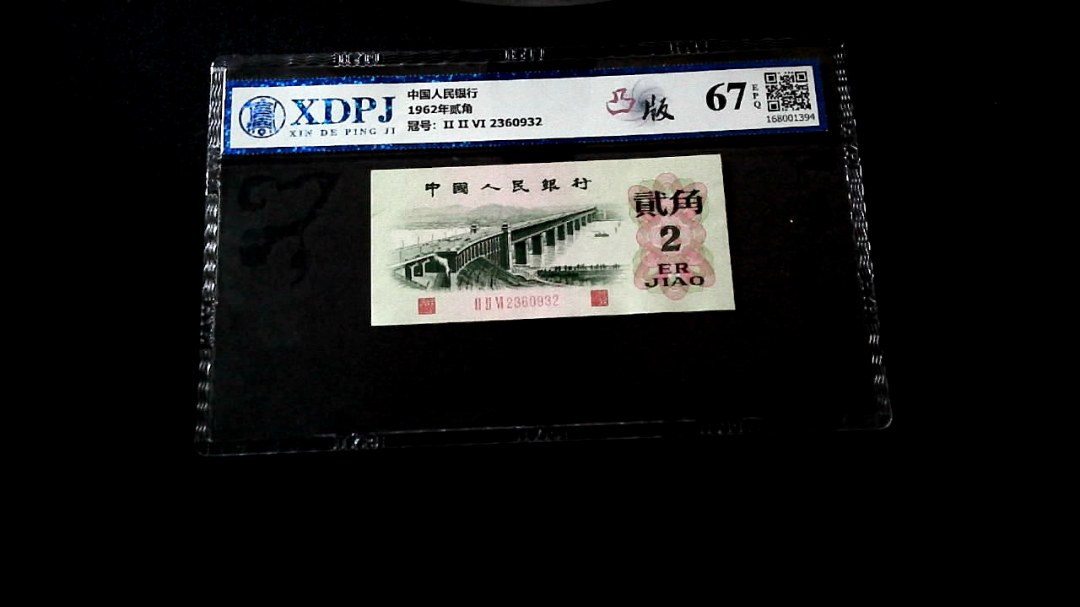 XDPJ
XIN DE PING JI
中国人民银行
1962年贰角
冠号: II II VI 2360932
凸版
67
EPQ
168001394
中國人民銀行
貳角
2
ER
JIAO
II II VI 2360932